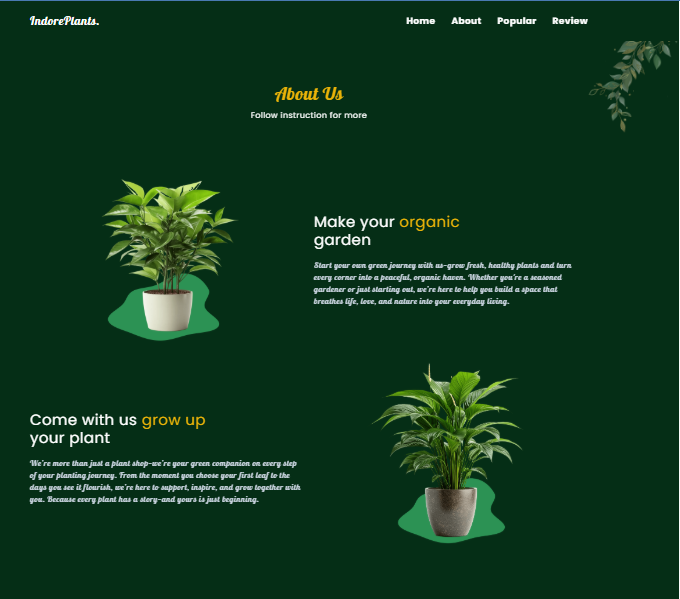 IndorePlants.
Home About Popular Review
About Us
Follow instruction for more
Make your organic
garden
Start your own green journey with us—grow fresh, healthy plants and turn
every corner into a peaceful, organic haven. Whether you're a seasoned
gardener or just starting out, we're here to help you build a space that
breathes life, love, and nature into your everyday living.
Come with us grow up
your plant
We're more than just a plant shop—we're your green companion on every step
of your planting journey. From the moment you choose your first leaf to the
days you see it flourish, we're here to support, inspire, and grow together with
you. Because every plant has a story—and yours is just beginning.